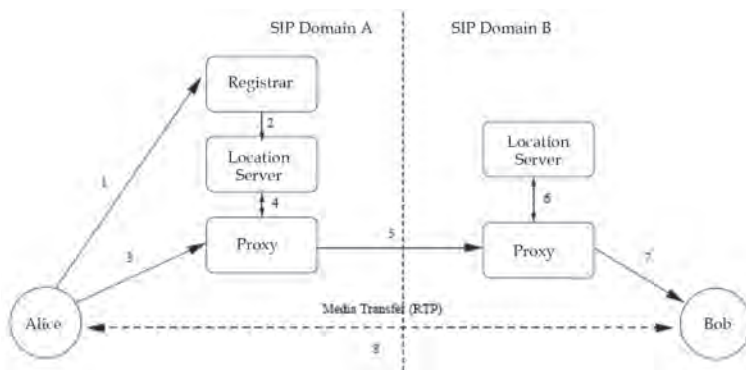 SIP Domain A
SIP Domain B
Registrar
2
Location
Server
Location
Server
1
4
6
3
Proxy
5
Proxy
7
Media Transfer (RTP)
Alice
Bob
8